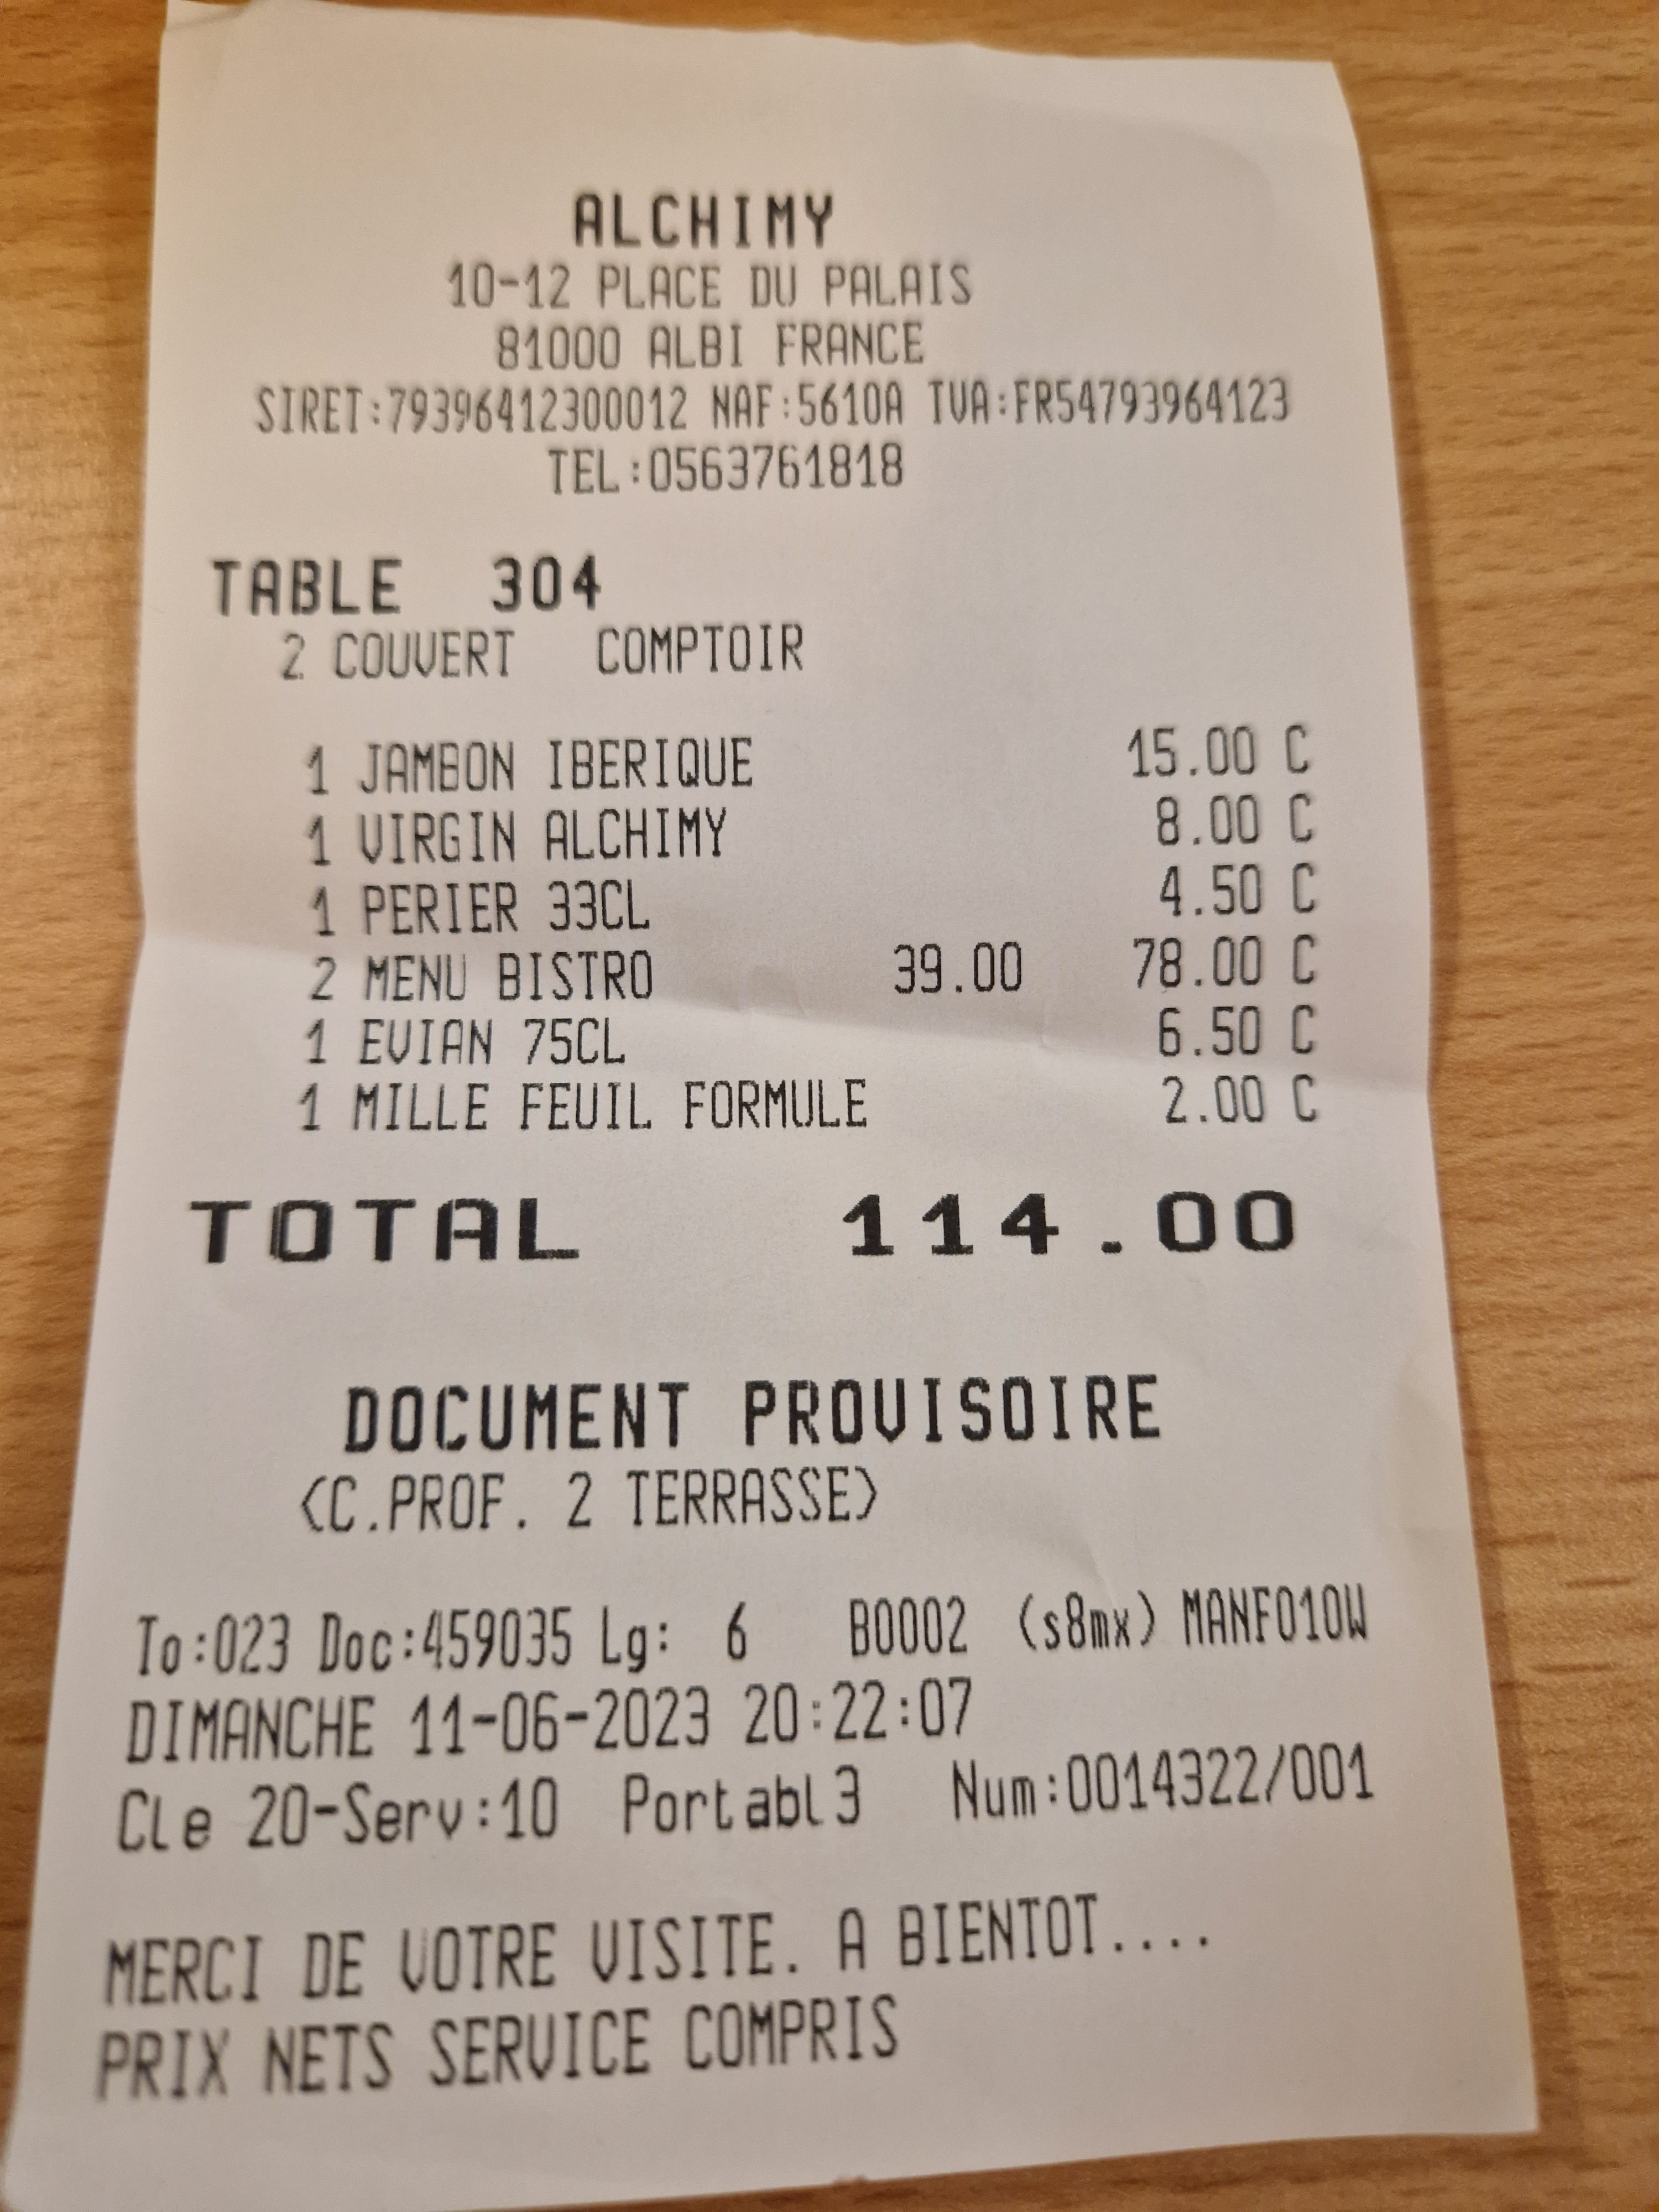 ALCHIMY
10-12 PLACE DU PALAIS
81000 ALBI FRANCE
SIRET:79396412300012 NAF:5610A TVA:FR54793964123
TEL:0563761818
TABLE 304
2 COUVERT COMPTOIR
1 JAMBON IBERIQUE 15.00 C
1 VIRGIN ALCHIMY 8.00 C
1 PERIER 33CL 4.50 C
2 MENU BISTRO 39.00 78.00 C
1 EVIAN 75CL 6.50 C
1 MILLE FEUIL FORMULE 2.00 C
TOTAL 114.00
DOCUMENT PROVISOIRE
<C.PROF. 2 TERRASSE>
To:023 Doc:459035 Lg: 6 B0002 (s8mx) MANF010W
DIMANCHE 11-06-2023 20:22:07
Cle 20-Serv:10 Portabl3 Num:0014322/001
MERCI DE VOTRE VISITE. A BIENTOT....
PRIX NETS SERVICE COMPRIS